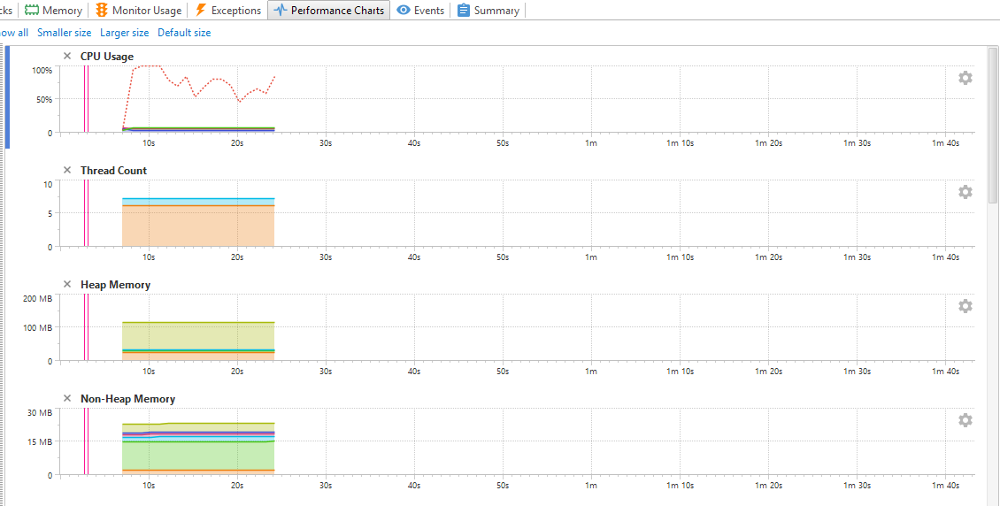 cks Memory Monitor Usage Exceptions Performance Charts Events Summary
ow all Smaller size Larger size Default size
CPU Usage
100%
50%
0
10s 20s 30s 40s 50s 1m 1m 10s 1m 20s 1m 30s 1m 40s
Thread Count
10
5
0
10s 20s 30s 40s 50s 1m 1m 10s 1m 20s 1m 30s 1m 40s
Heap Memory
200 MB
100 MB
0
10s 20s 30s 40s 50s 1m 1m 10s 1m 20s 1m 30s 1m 40s
Non-Heap Memory
30 MB
15 MB
0
10s 20s 30s 40s 50s 1m 1m 10s 1m 20s 1m 30s 1m 40s